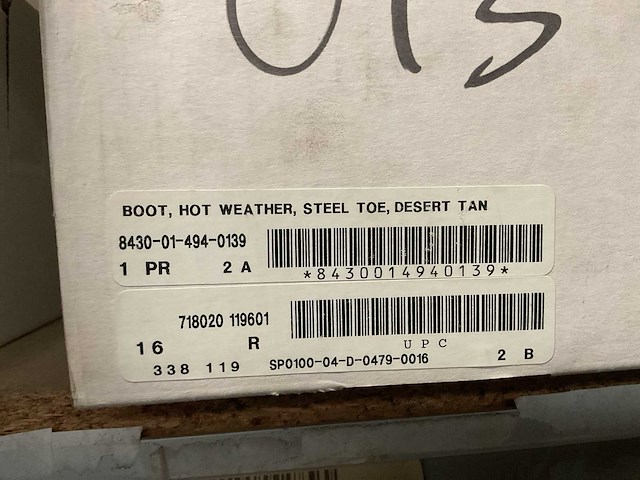 BOOT, HOT WEATHER, STEEL TOE, DESERT TAN
8430-01-494-0139
1 PR 2 A
*8430014940139*
718020 119601
16 R
UPC
338 119 SP0100-04-D-0479-0016 2 B